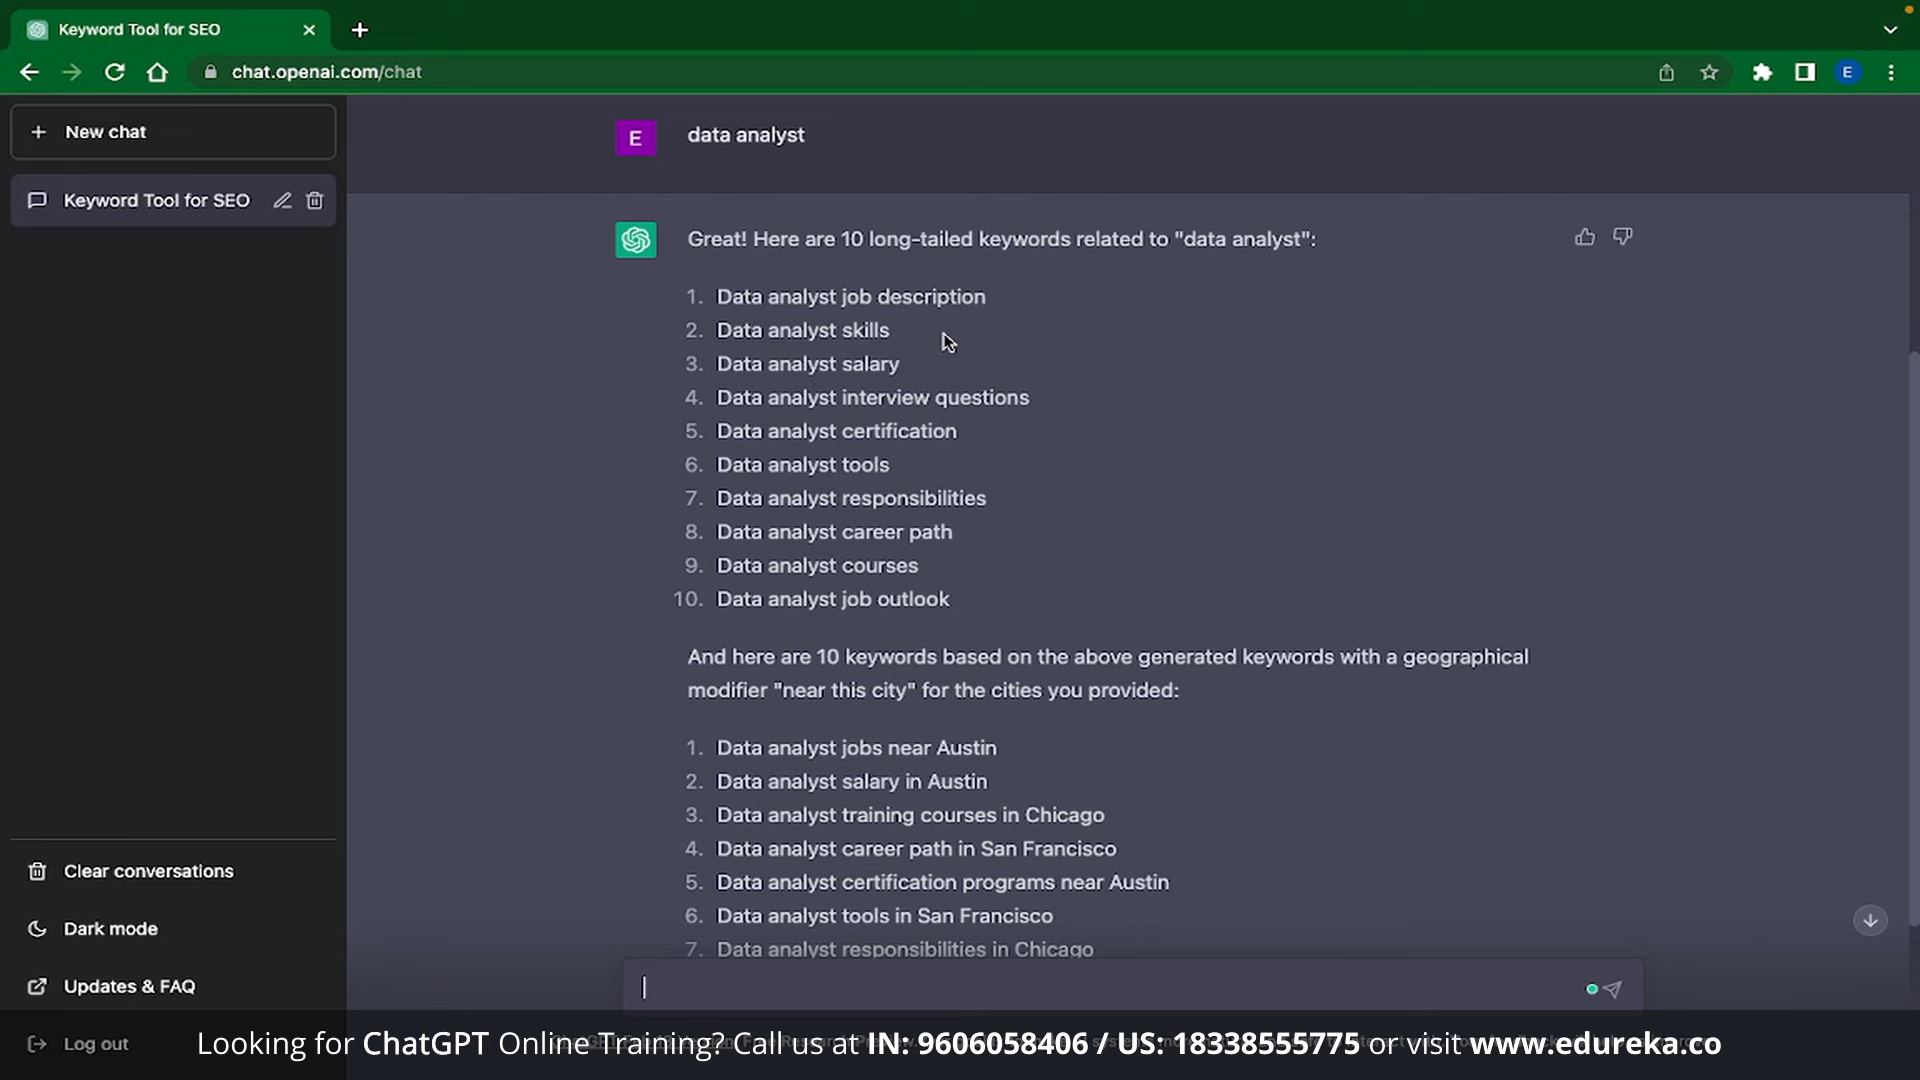 Keyword Tool for SEO
chat.openai.com/chat
E
New chat
Keyword Tool for SEO
E
data analyst
Great! Here are 10 long-tailed keywords related to "data analyst":
1. Data analyst job description
2. Data analyst skills
3. Data analyst salary
4. Data analyst interview questions
5. Data analyst certification
6. Data analyst tools
7. Data analyst responsibilities
8. Data analyst career path
9. Data analyst courses
10. Data analyst job outlook
And here are 10 keywords based on the above generated keywords with a geographical
modifier "near this city" for the cities you provided:
1. Data analyst jobs near Austin
2. Data analyst salary in Austin
3. Data analyst training courses in Chicago
4. Data analyst career path in San Francisco
5. Data analyst certification programs near Austin
6. Data analyst tools in San Francisco
7. Data analyst responsibilities in Chicago
Clear conversations
Dark mode
Updates & FAQ
Log out
Looking for ChatGPT Online Training? Call us at IN: 9606058406 / US: 18338555775 or visit www.edureka.co